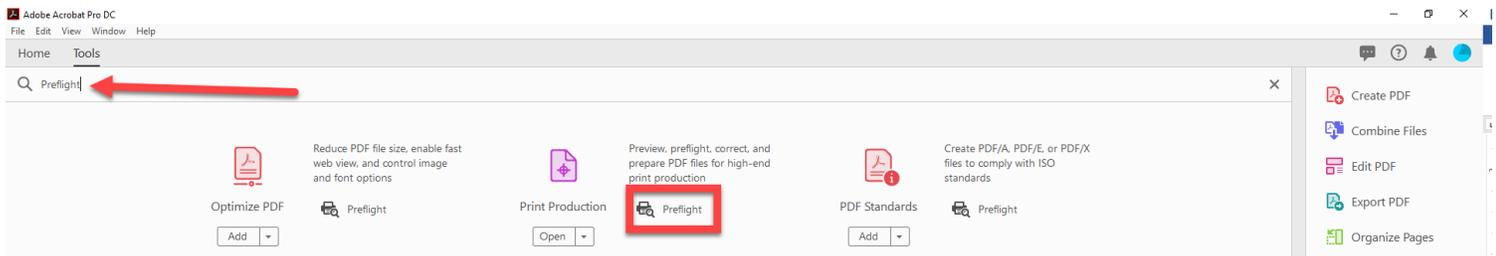 Adobe Acrobat Pro DC
File Edit View Window Help
Home Tools
Preflight
Reduce PDF file size, enable fast
web view, and control image
and font options
Optimize PDF
Preflight
Add
Preview, preflight, correct, and
prepare PDF files for high-end
print production
Print Production
Preflight
Open
Create PDF/A, PDF/E, or PDF/X
files to comply with ISO
standards
PDF Standards
Preflight
Add
Create PDF
Combine Files
Edit PDF
Export PDF
Organize Pages